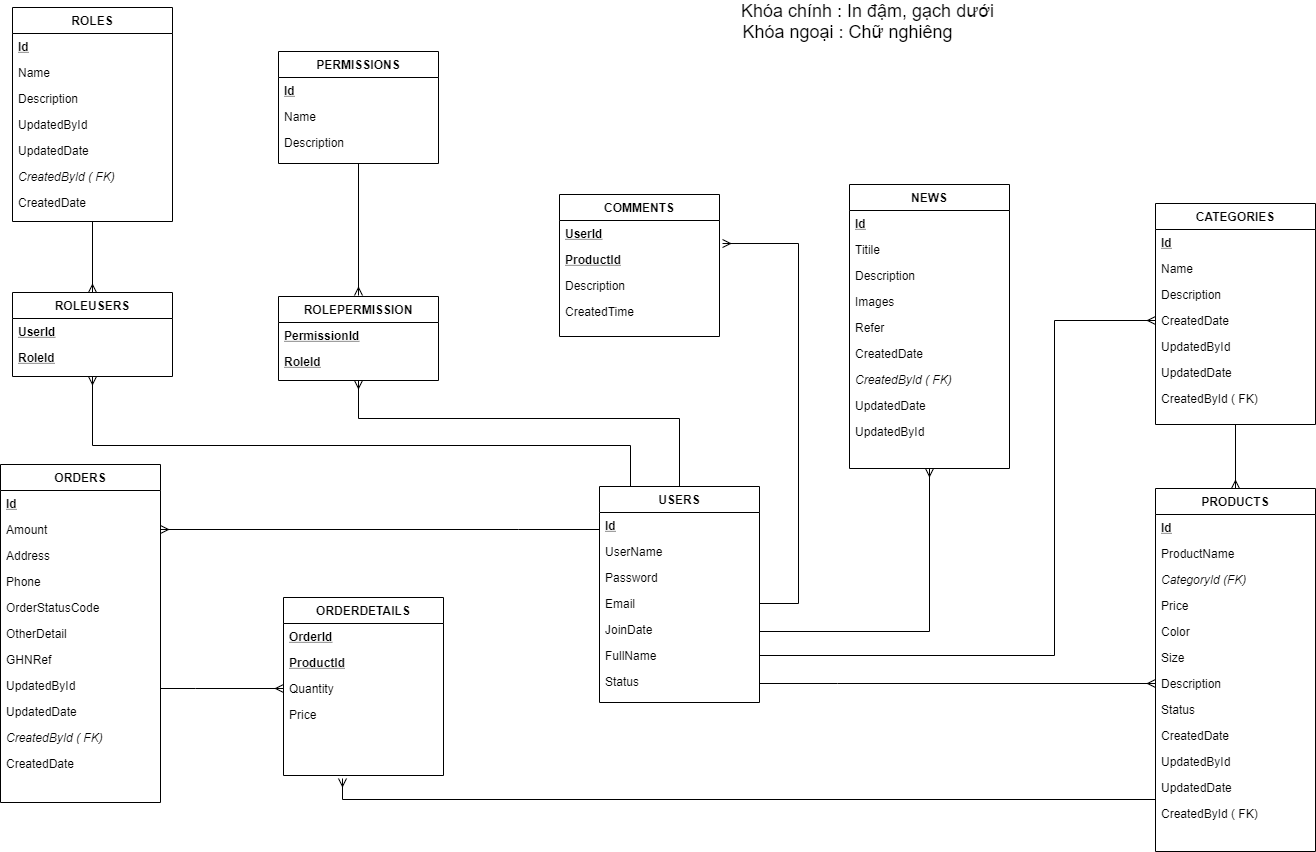 Khóa chính : In đậm, gạch dưới
Khóa ngoại : Chữ nghiêng
ROLES
Id
Name
Description
UpdatedById
UpdatedDate
CreatedById ( FK)
CreatedDate
PERMISSIONS
Id
Name
Description
COMMENTS
UserId
ProductId
Description
CreatedTime
NEWS
Id
Titile
Description
Images
Refer
CreatedDate
CreatedById ( FK)
UpdatedDate
UpdatedById
CATEGORIES
Id
Name
Description
CreatedDate
UpdatedById
UpdatedDate
CreatedById ( FK)
ROLEUSERS
UserId
RoleId
ROLEPERMISSION
PermissionId
RoleId
ORDERS
Id
Amount
Address
Phone
OrderStatusCode
OtherDetail
GHNRef
UpdatedById
UpdatedDate
CreatedById ( FK)
CreatedDate
ORDERDETAILS
OrderId
ProductId
Quantity
Price
USERS
Id
UserName
Password
Email
JoinDate
FullName
Status
PRODUCTS
Id
ProductName
CategoryId (FK)
Price
Color
Size
Description
Status
CreatedDate
UpdatedById
UpdatedDate
CreatedById ( FK)